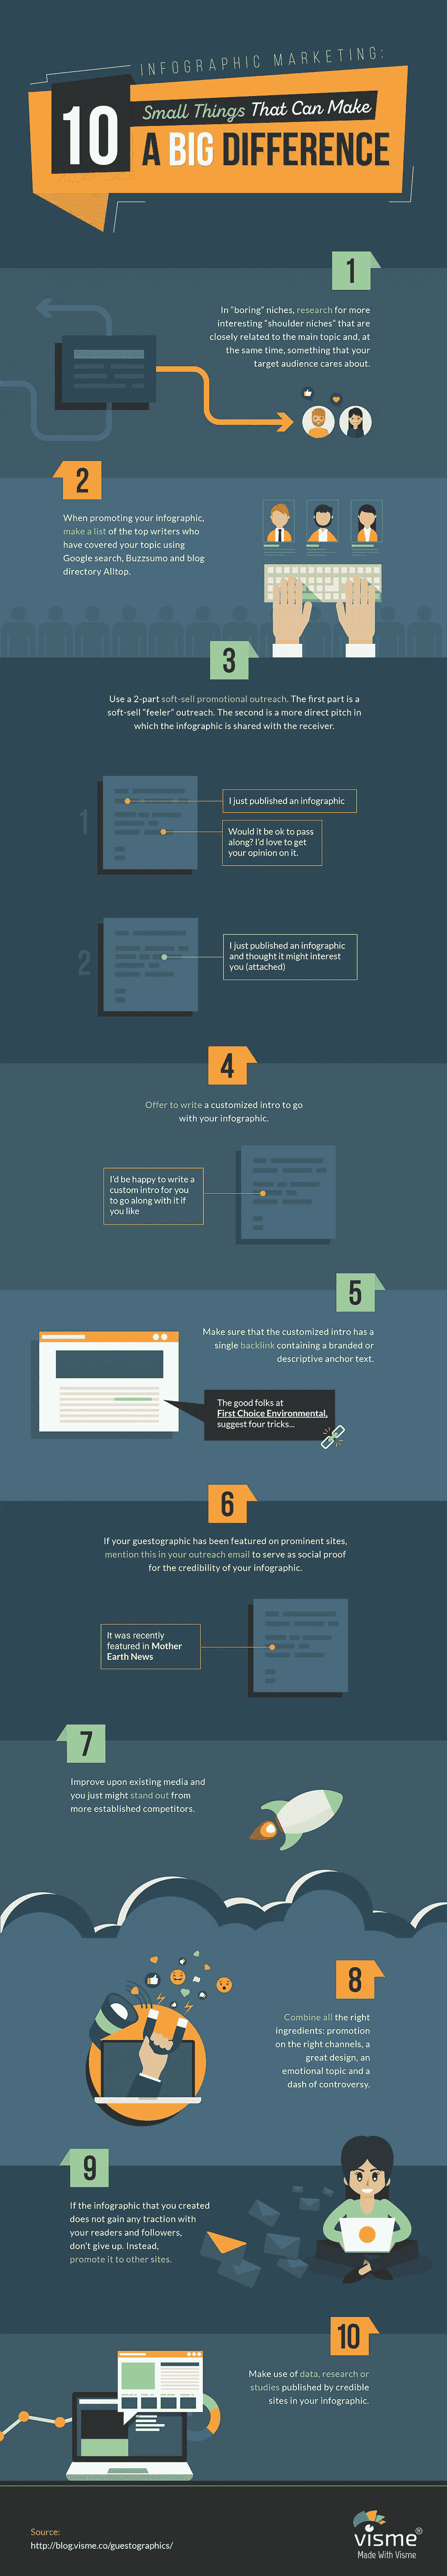 INFOGRAPHIC MARKETING:
10
Small Things That Can Make
A BIG DIFFERENCE
1
In "boring" niches, research for more
interesting "shoulder niches" that are
closely related to the main topic and, at
the same time, something that your
target audience cares about.
2
When promoting your infographic,
make a list of the top writers who
have covered your topic using
Google search, Buzzsumo and blog
directory Alltop.
3
Use a 2-part soft-sell promotional outreach. The first part is a
soft-sell "feeler" outreach. The second is a more direct pitch in
which the infographic is shared with the receiver.
1
I just published an infographic
Would it be ok to pass
along? I'd love to get
your opinion on it.
2
I just published an infographic
and thought it might interest
you (attached)
4
Offer to write a customized intro to go
with your infographic.
I'd be happy to write a
custom intro for you
to go along with it if
you like
5
Make sure that the customized intro has a
single backlink containing a branded or
descriptive anchor text.
The good folks at
First Choice Environmental,
suggest four tricks...
6
If your guestographic has been featured on prominent sites,
mention this in your outreach email to serve as social proof
for the credibility of your infographic.
It was recently
featured in Mother
Earth News
7
Improve upon existing media and
you just might stand out from
more established competitors.
8
Combine all the right
ingredients: promotion
on the right channels, a
great design, an
emotional topic and a
dash of controversy.
9
If the infographic that you created
does not gain any traction with
your readers and followers,
don't give up. Instead,
promote it to other sites.
10
Make use of data, research or
studies published by credible
sites in your infographic.
Source:
http://blog.visme.co/guestographics/
visme®
Made With Visme